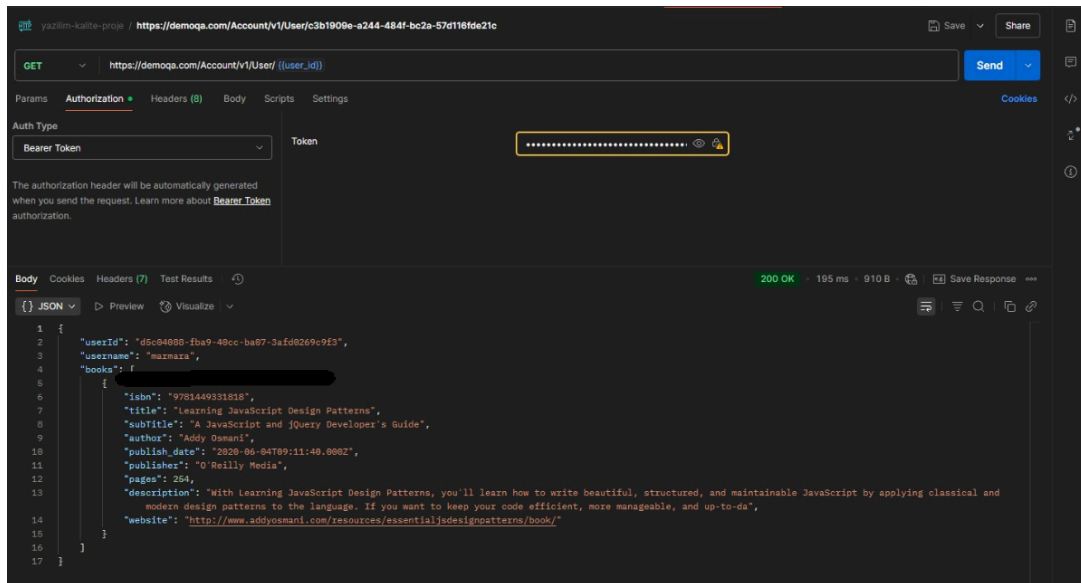 yazilim-kalite-proje / https://demoqa.com/Account/v1/User/c3b1909e-a244-484f-bc2a-57d116fde21c Save Share
GET https://demoqa.com/Account/v1/User/ {{user_id}} Send
Params Authorization Headers (8) Body Scripts Settings Cookies
Auth Type
Bearer Token
Token
The authorization header will be automatically generated
when you send the request. Learn more about Bearer Token
authorization.
Body Cookies Headers (7) Test Results 200 OK 195 ms 910 B Save Response
{} JSON Preview Visualize
1 {
2 "userId": "d5c04088-fba9-40cc-ba07-3afd0269c9f3",
3 "username": "marmara",
4 "books": [
5 {
6 "isbn": "9781449331818",
7 "title": "Learning JavaScript Design Patterns",
8 "subTitle": "A JavaScript and jQuery Developer's Guide",
9 "author": "Addy Osmani",
10 "publish_date": "2020-06-04T09:11:40.000Z",
11 "publisher": "O'Reilly Media",
12 "pages": 254,
13 "description": "With Learning JavaScript Design Patterns, you'll learn how to write beautiful, structured, and maintainable JavaScript by applying classical and
modern design patterns to the language. If you want to keep your code efficient, more manageable, and up-to-da",
14 "website": "http://www.addyosmani.com/resources/essentialjsdesignpatterns/book/"
15 }
16 ]
17 }